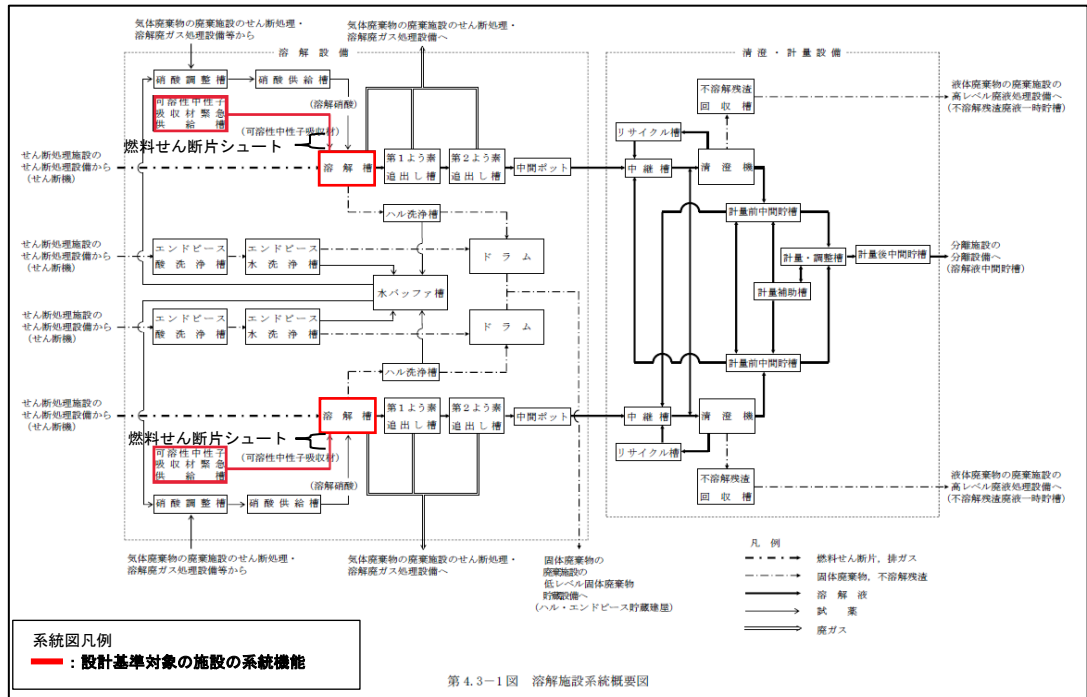 気体廃棄物の廃棄施設のせん断処理・
溶解廃ガス処理設備等から
気体廃棄物の廃棄施設のせん断処理・
溶解廃ガス処理設備へ
溶解設備
清澄・計量設備
硝酸調整槽
硝酸供給槽
(溶解硝酸)
可溶性中性子
吸収材緊急
供給槽
(可溶性中性子吸収材)
燃料せん断片シュート
せん断処理施設の
せん断処理設備から
(せん断機)
溶解槽
第1よう素
追出し槽
第2よう素
追出し槽
中間ポット
不溶解残渣
回収槽
液体廃棄物の廃棄施設の
高レベル廃液処理設備へ
(不溶解残渣廃液一時貯槽)
リサイクル槽
中継槽
清澄機
ハル洗浄槽
計量前中間貯槽
せん断処理施設の
せん断処理設備から
(せん断機)
エンドピース
酸洗浄槽
エンドピース
水洗浄槽
ドラム
計量・調整槽
計量後中間貯槽
分離施設の
分離設備へ
(溶解液中間貯槽)
水バッファ槽
計量補助槽
せん断処理施設の
せん断処理設備から
(せん断機)
エンドピース
酸洗浄槽
エンドピース
水洗浄槽
ドラム
計量前中間貯槽
ハル洗浄槽
せん断処理施設の
せん断処理設備から
(せん断機)
溶解槽
第1よう素
追出し槽
第2よう素
追出し槽
中間ポット
中継槽
清澄機
燃料せん断片シュート
リサイクル槽
可溶性中性子
吸収材緊急
供給槽
(可溶性中性子吸収材)
(溶解硝酸)
硝酸調整槽
硝酸供給槽
不溶解残渣
回収槽
液体廃棄物の廃棄施設の
高レベル廃液処理設備へ
(不溶解残渣廃液一時貯槽)
気体廃棄物の廃棄施設のせん断処理・
溶解廃ガス処理設備等から
気体廃棄物の廃棄施設のせん断処理・
溶解廃ガス処理設備へ
固体廃棄物の
廃棄施設の
低レベル固体廃棄物
貯蔵設備へ
(ハル・エンドピース貯蔵建屋)
凡例
燃料せん断片, 排ガス
固体廃棄物, 不溶解残渣
溶解液
試薬
廃ガス
系統図凡例
:設計基準対象の施設の系統機能
第4.3-1図 溶解施設系統概要図